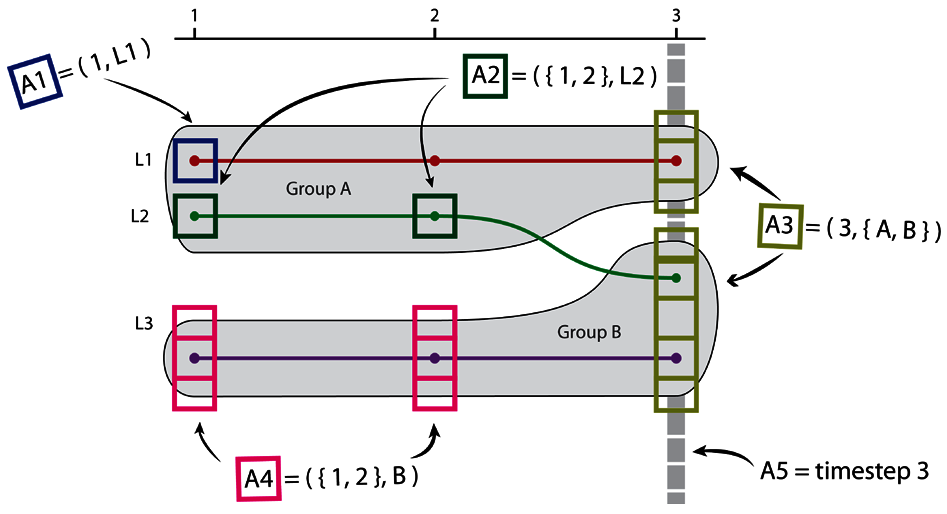 1 2 3
A1 = ( 1, L1 )
A2 = ( { 1, 2 }, L2 )
L1
Group A
L2
A3 = ( 3, { A, B } )
L3
Group B
A4 = ( { 1, 2 }, B )
A5 = timestep 3